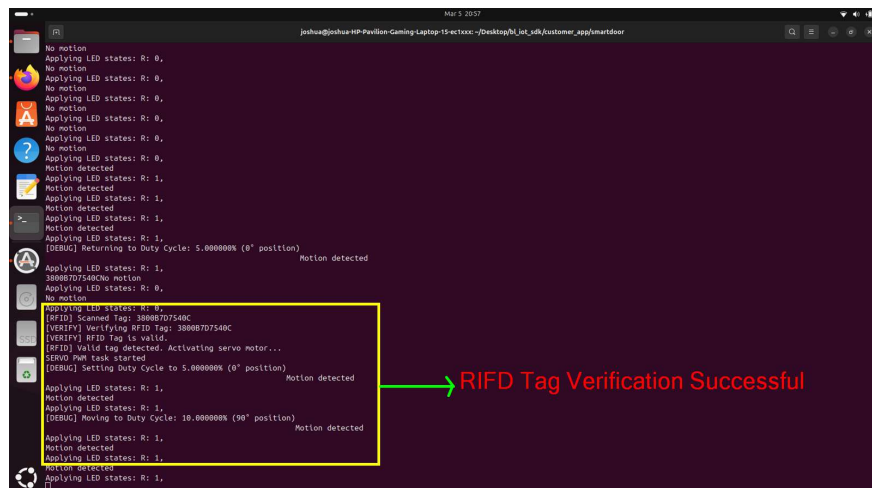 Mar 5 20:57
joshua@joshua-HP-Pavilion-Gaming-Laptop-15-ec1xxx: ~/Desktop/bl_iot_sdk/customer_app/smartdoor
No motion
Applying LED states: R: 0,
No motion
Applying LED states: R: 0,
No motion
Applying LED states: R: 0,
No motion
Applying LED states: R: 0,
No motion
Applying LED states: R: 0,
No motion
Applying LED states: R: 0,
Motion detected
Applying LED states: R: 1,
Motion detected
Applying LED states: R: 1,
Motion detected
Applying LED states: R: 1,
Motion detected
Applying LED states: R: 1,
[DEBUG] Returning to Duty Cycle: 5.000000% (0° position)
Motion detected
Applying LED states: R: 1,
3800B7D7540CNo motion
Applying LED states: R: 0,
No motion
Applying LED states: R: 0,
[RFID] Scanned Tag: 3800B7D7540C
[VERIFY] Verifying RFID Tag: 3800B7D7540C
[VERIFY] RFID Tag is valid.
[RFID] Valid tag detected. Activating servo motor...
SERVO PWM task started
[DEBUG] Setting Duty Cycle to 5.000000% (0° position)
Motion detected
Applying LED states: R: 1,
Motion detected
Applying LED states: R: 1,
[DEBUG] Moving to Duty Cycle: 10.000000% (90° position)
Motion detected
Applying LED states: R: 1,
Motion detected
Applying LED states: R: 1,
Motion detected
Applying LED states: R: 1,
RIFD Tag Verification Successful